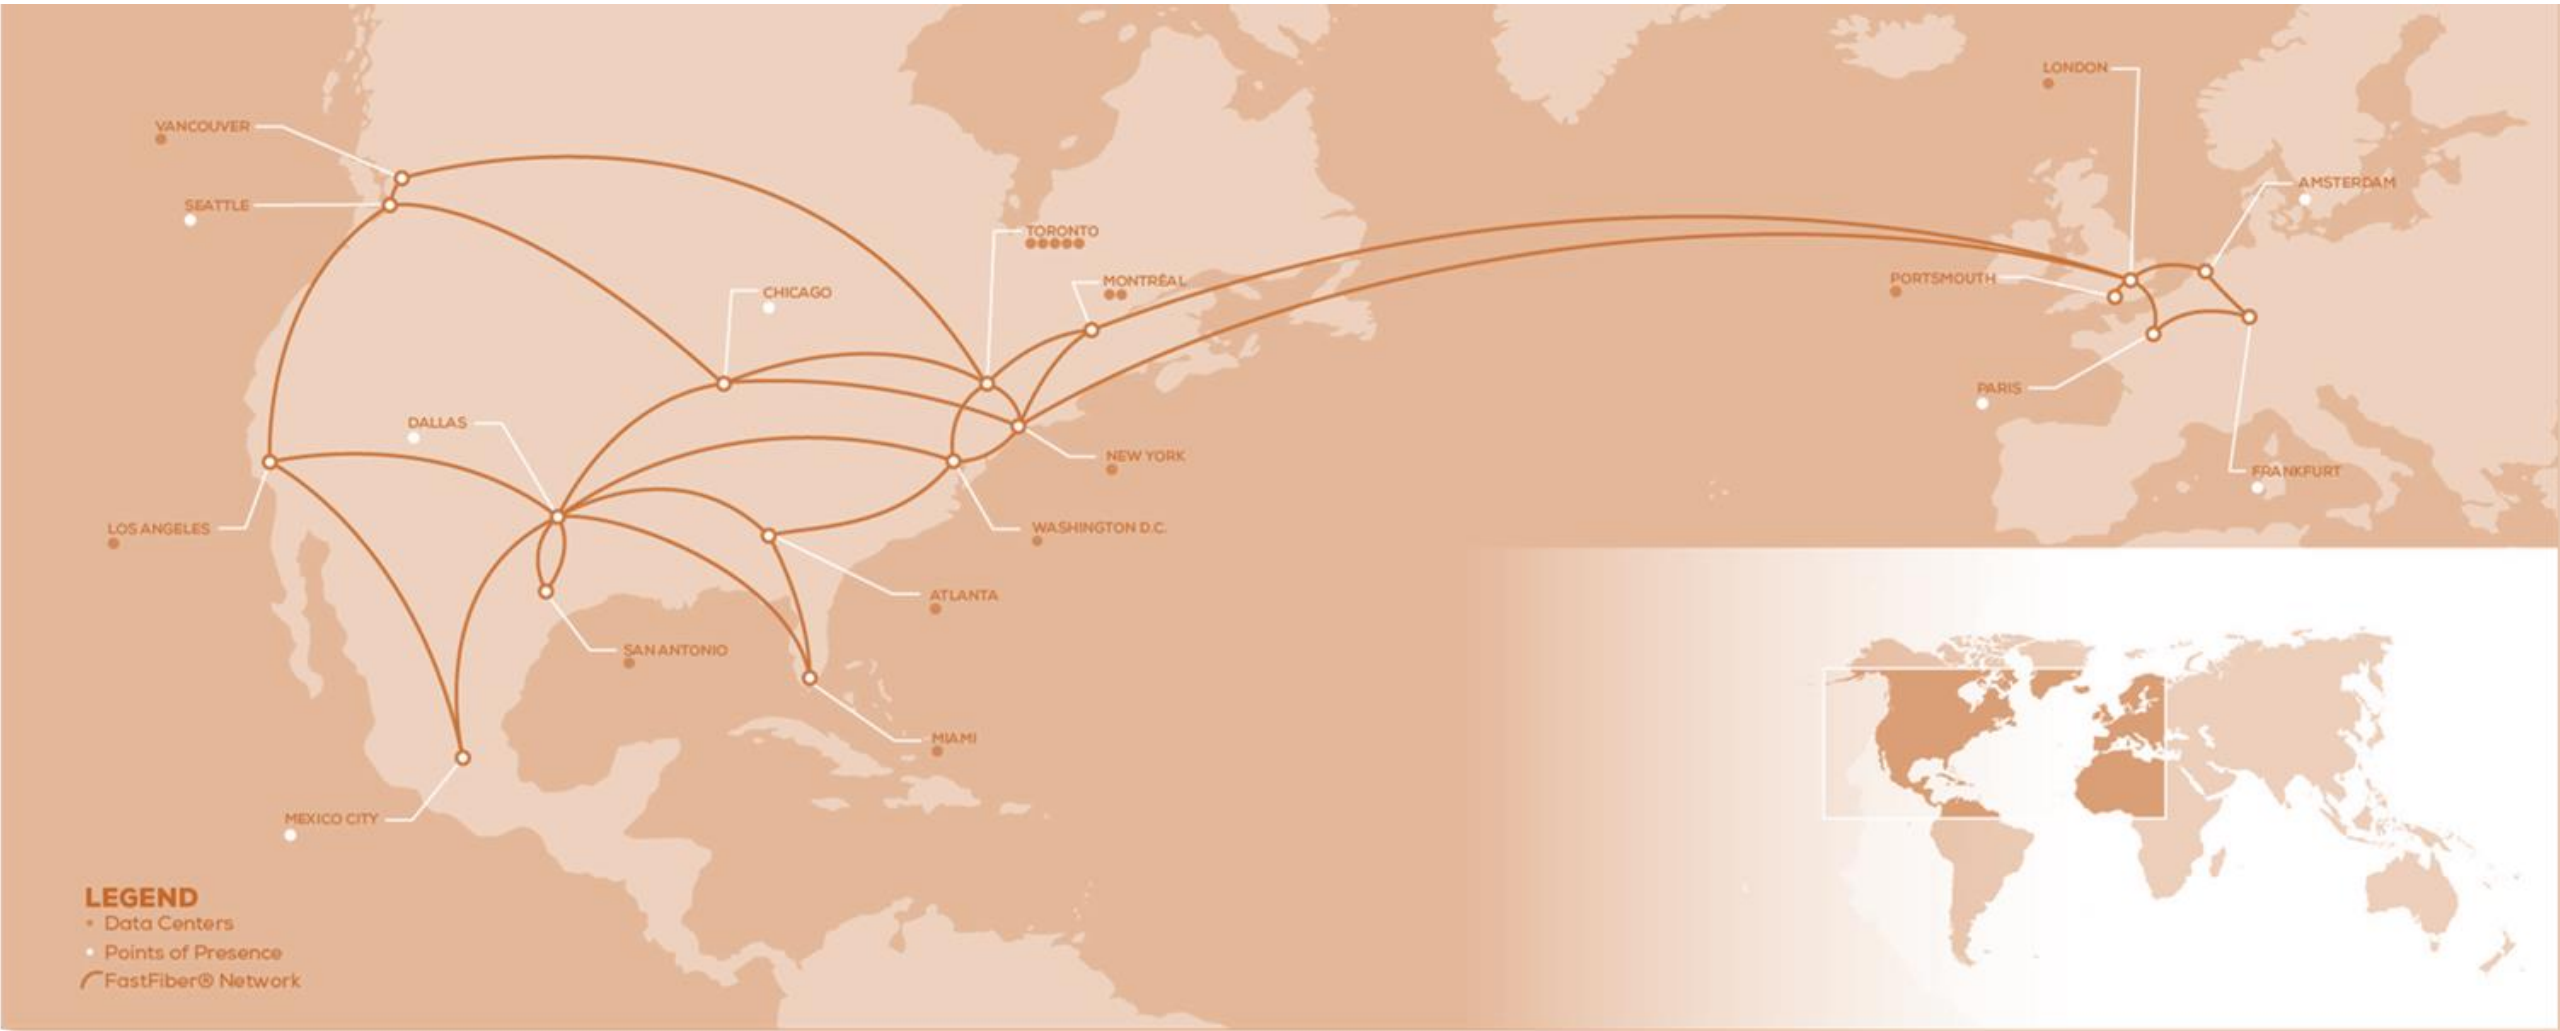 LONDON
VANCOUVER
AMSTERDAM
SEATTLE
TORONTO
PORTSMOUTH
MONTRÉAL
CHICAGO
PARIS
DALLAS
NEW YORK
FRANKFURT
LOS ANGELES
WASHINGTON D.C.
ATLANTA
SAN ANTONIO
MIAMI
MEXICO CITY
LEGEND
Data Centers
Points of Presence
FastFiber® Network